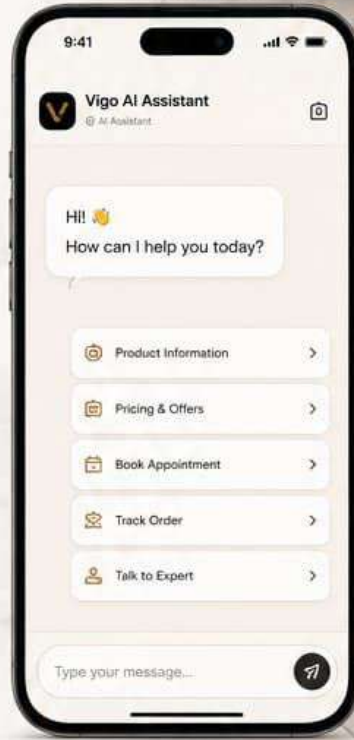 9:41
Vigo AI Assistant
AI Assistant
Hi! 👋
How can I help you today?
Product Information
Pricing & Offers
Book Appointment
Track Order
Talk to Expert
Type your message...